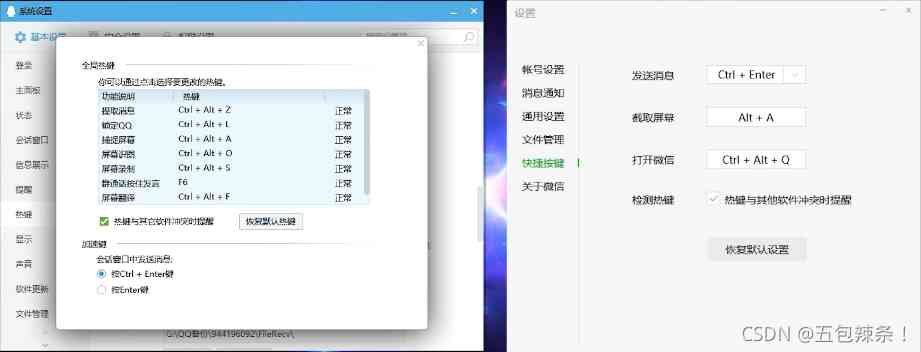 系统设置
基本设置
登录
主面板
状态
会话窗口
信息展示
提醒
热键
显示
声音
软件更新
文件管理
全局热键
你可以通过点击选择要更改的热键。
功能说明 热键
提取消息 Ctrl + Alt + Z 正常
锁定QQ Ctrl + Alt + L 正常
捕捉屏幕 Ctrl + Alt + A 正常
屏幕识图 Ctrl + Alt + O 正常
屏幕录制 Ctrl + Alt + S 正常
群通话按住发言 F6 正常
屏幕翻译 Ctrl + Alt + F 正常
热键与其它软件冲突时提醒 恢复默认热键
加速键
会话窗口中发送消息:
按Ctrl + Enter键
按Enter键
G:\QQ备份\944196092\FileRecv\
设置
帐号设置
消息通知
通用设置
文件管理
快捷按键
关于微信
发送消息 Ctrl + Enter
截取屏幕 Alt + A
打开微信 Ctrl + Alt + Q
检测热键 热键与其他软件冲突时提醒
恢复默认设置
CSDN @五包辣条！